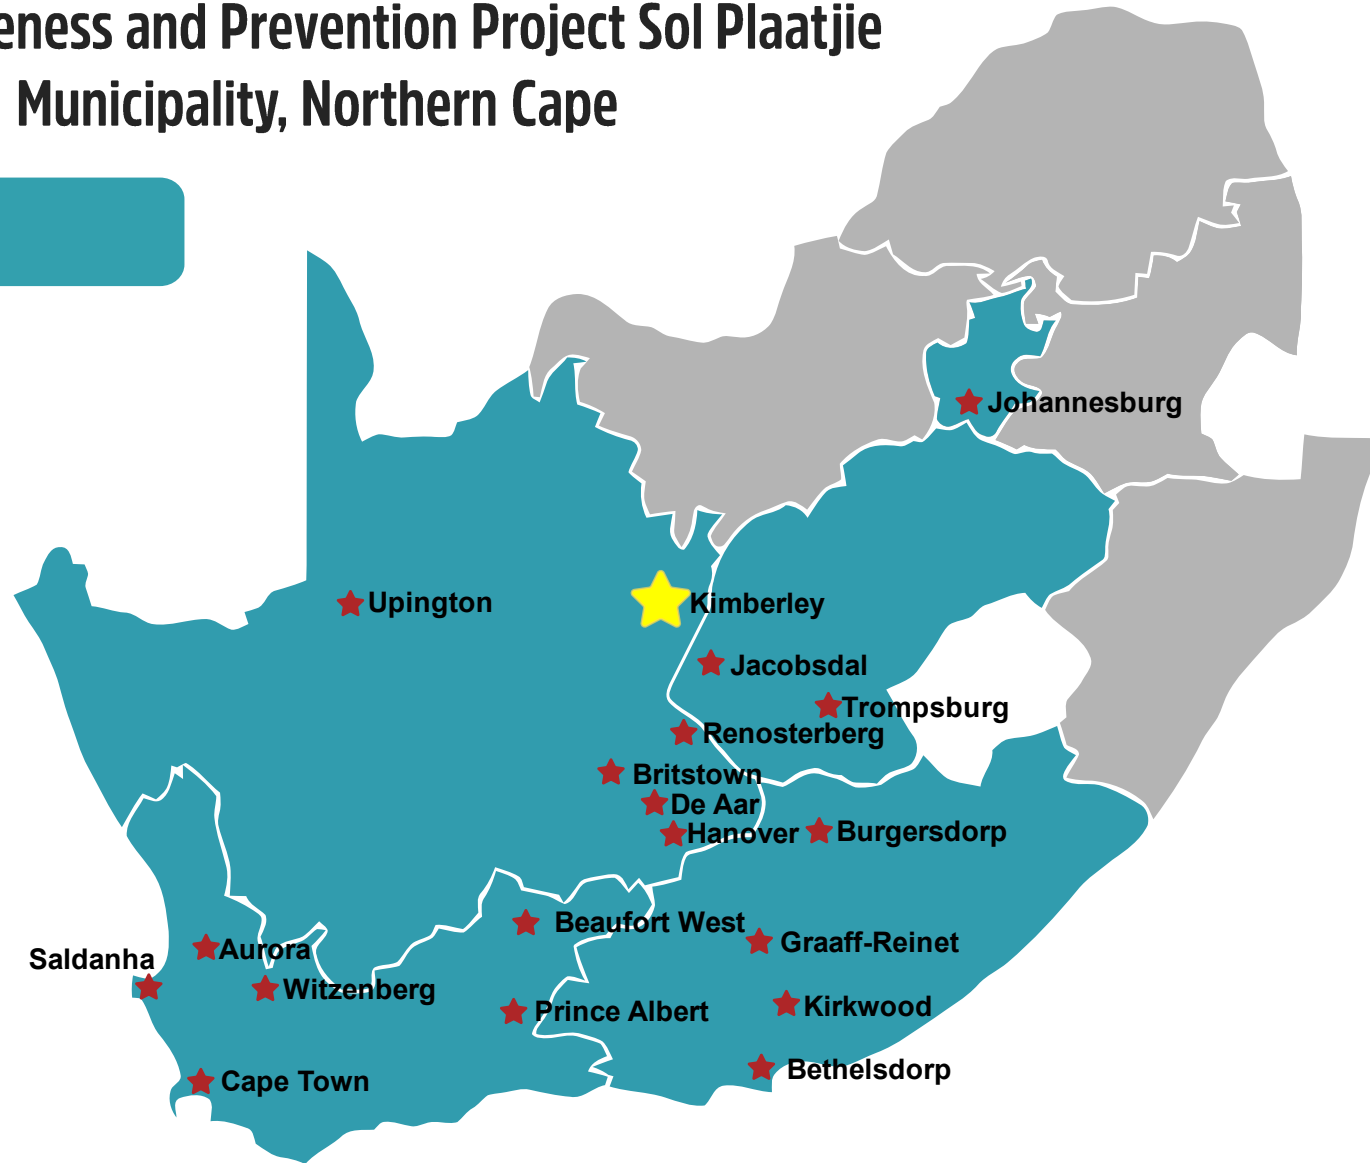 eness and Prevention Project Sol Plaatjie
Municipality, Northern Cape
Johannesburg
Upington
Kimberley
Jacobsdal
Trompsburg
Renosterberg
Britstown
De Aar
Hanover
Burgersdorp
Beaufort West
Graaff-Reinet
Aurora
Saldanha
Witzenberg
Prince Albert
Kirkwood
Bethelsdorp
Cape Town